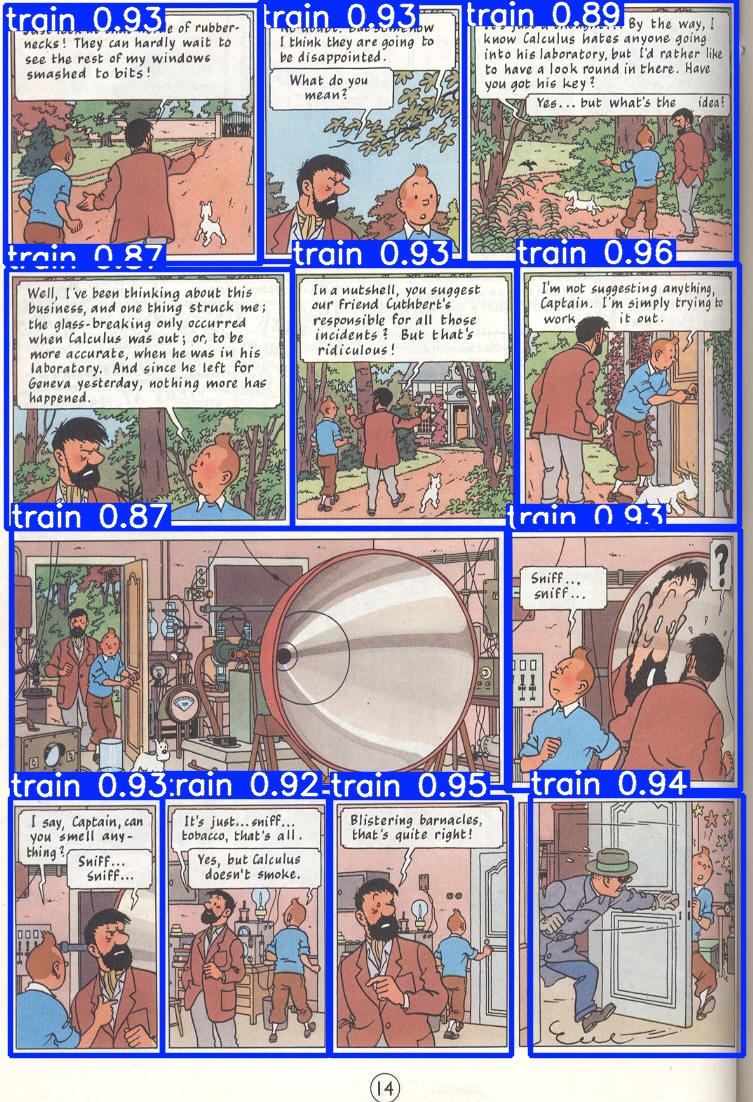 train 0.93
train 0.93
train 0.89
of rubber-
necks! They can hardly wait to
see the rest of my windows
smashed to bits!
but somehow
I think they are going to
be disappointed.
What do you
mean?
By the way, I
know Calculus hates anyone going
into his laboratory, but I'd rather like
to have a look round in there. Have
you got his key?
Yes... but what's the idea?
train 0.87
train 0.93
train 0.96
Well, I've been thinking about this
business, and one thing struck me;
the glass-breaking only occurred
when Calculus was out; or, to be
more accurate, when he was in his
laboratory. And since he left for
Geneva yesterday, nothing more has
happened.
In a nutshell, you suggest
our friend Cuthbert's
responsible for all those
incidents? But that's
ridiculous!
I'm not suggesting anything,
Captain. I'm simply trying to
work it out.
train 0.87
train 0.93
Sniff...
sniff...
?
train 0.93
train 0.92
train 0.95
train 0.94
I say, Captain, can
you smell any-
thing?
Sniff...
sniff...
It's just...sniff...
tobacco, that's all.
Yes, but Calculus
doesn't smoke.
Blistering barnacles,
that's quite right!
14